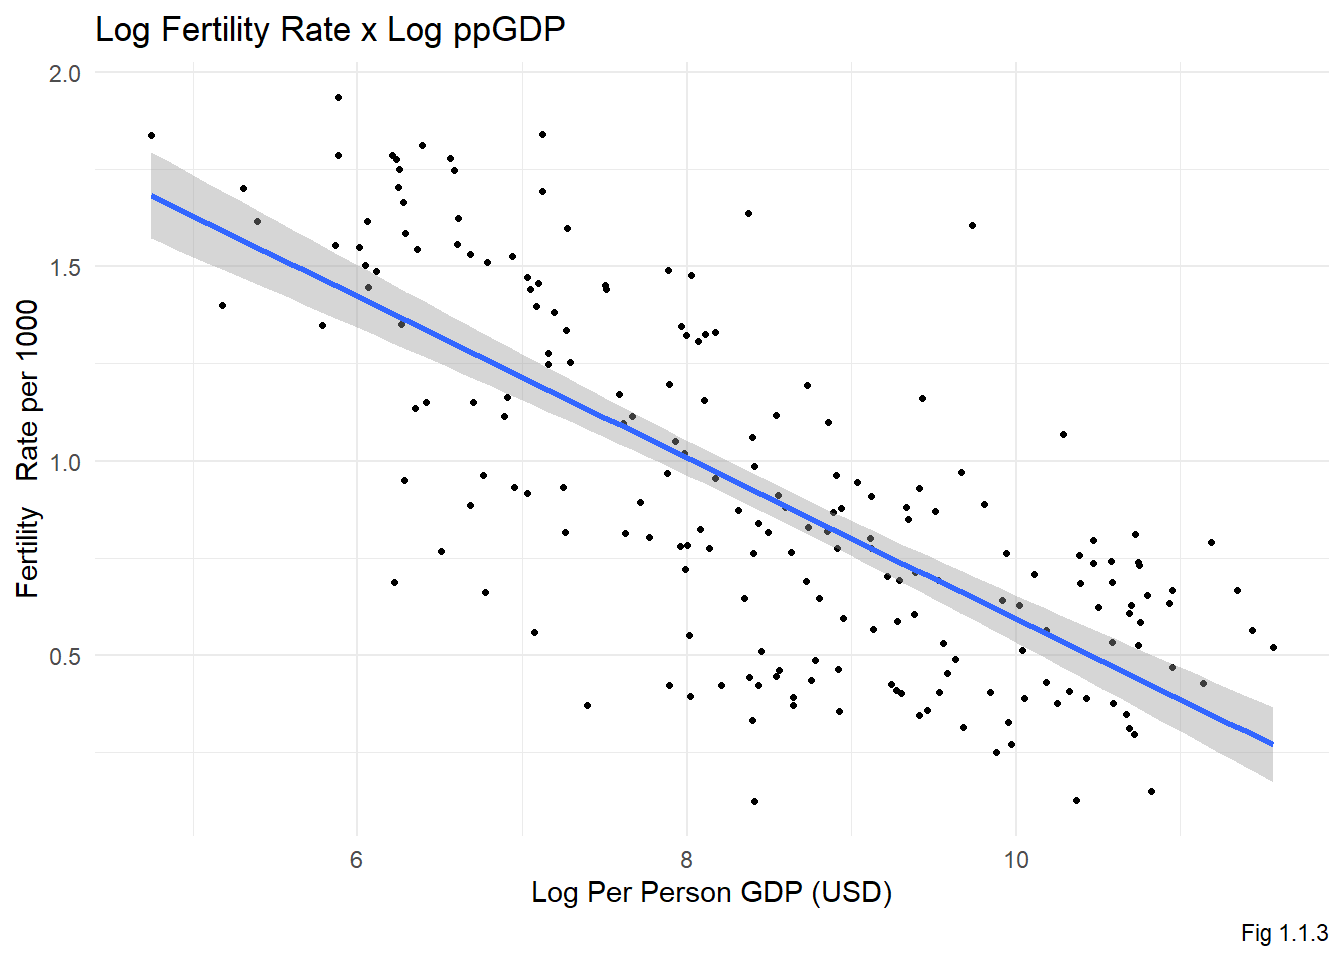 Log Fertility Rate x Log ppGDP
2.0
1.5
1.0
0.5
Fertility   Rate per 1000
6 8 10
Log Per Person GDP (USD)
Fig 1.1.3